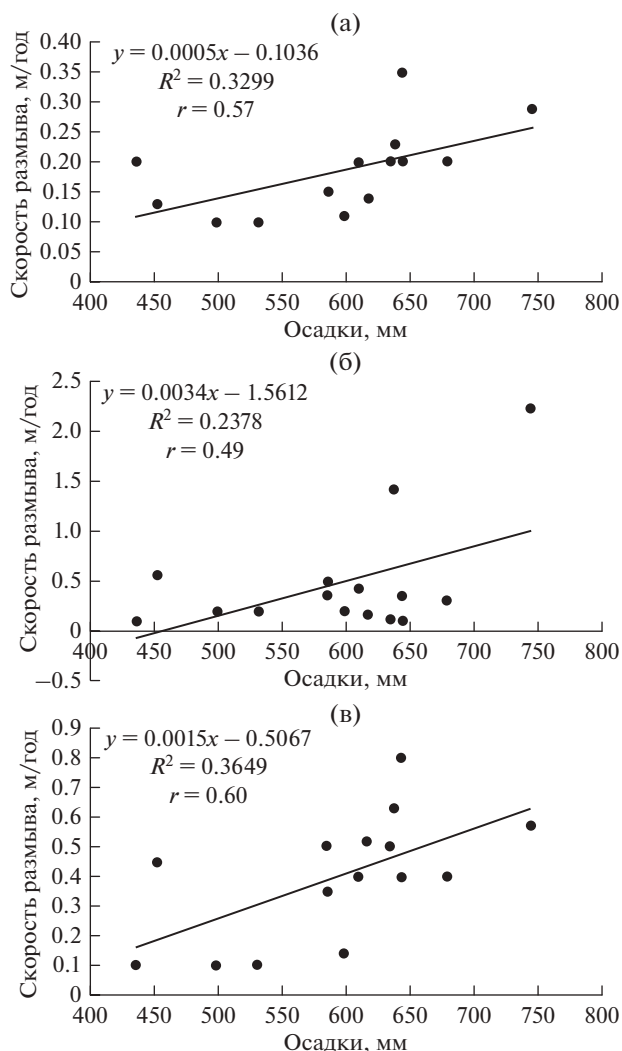 (а)
Скорость размыва, м/год
y = 0.0005x – 0.1036
R² = 0.3299
r = 0.57
0.40
0.35
0.30
0.25
0.20
0.15
0.10
0.05
0
400 450 500 550 600 650 700 750 800
Осадки, мм
(б)
Скорость размыва, м/год
y = 0.0034x – 1.5612
R² = 0.2378
r = 0.49
2.5
2.0
1.5
1.0
0.5
0
400 450 500 550 600 650 700 750 800
–0.5
Осадки, мм
(в)
Скорость размыва, м/год
y = 0.0015x – 0.5067
R² = 0.3649
r = 0.60
0.9
0.8
0.7
0.6
0.5
0.4
0.3
0.2
0.1
0
400 450 500 550 600 650 700 750 800
Осадки, мм